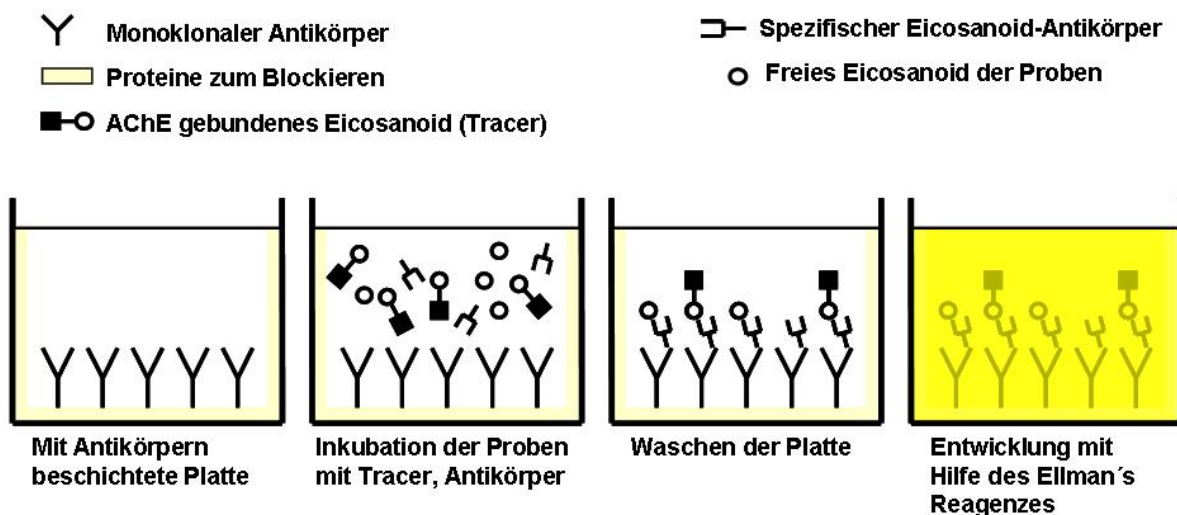 Monoklonaler Antikörper
Spezifischer Eicosanoid-Antikörper
Proteine zum Blockieren
Freies Eicosanoid der Proben
AChE gebundenes Eicosanoid (Tracer)
Mit Antikörpern
beschichtete Platte
Inkubation der Proben
mit Tracer, Antikörper
Waschen der Platte
Entwicklung mit
Hilfe des Ellman´s
Reagenzes